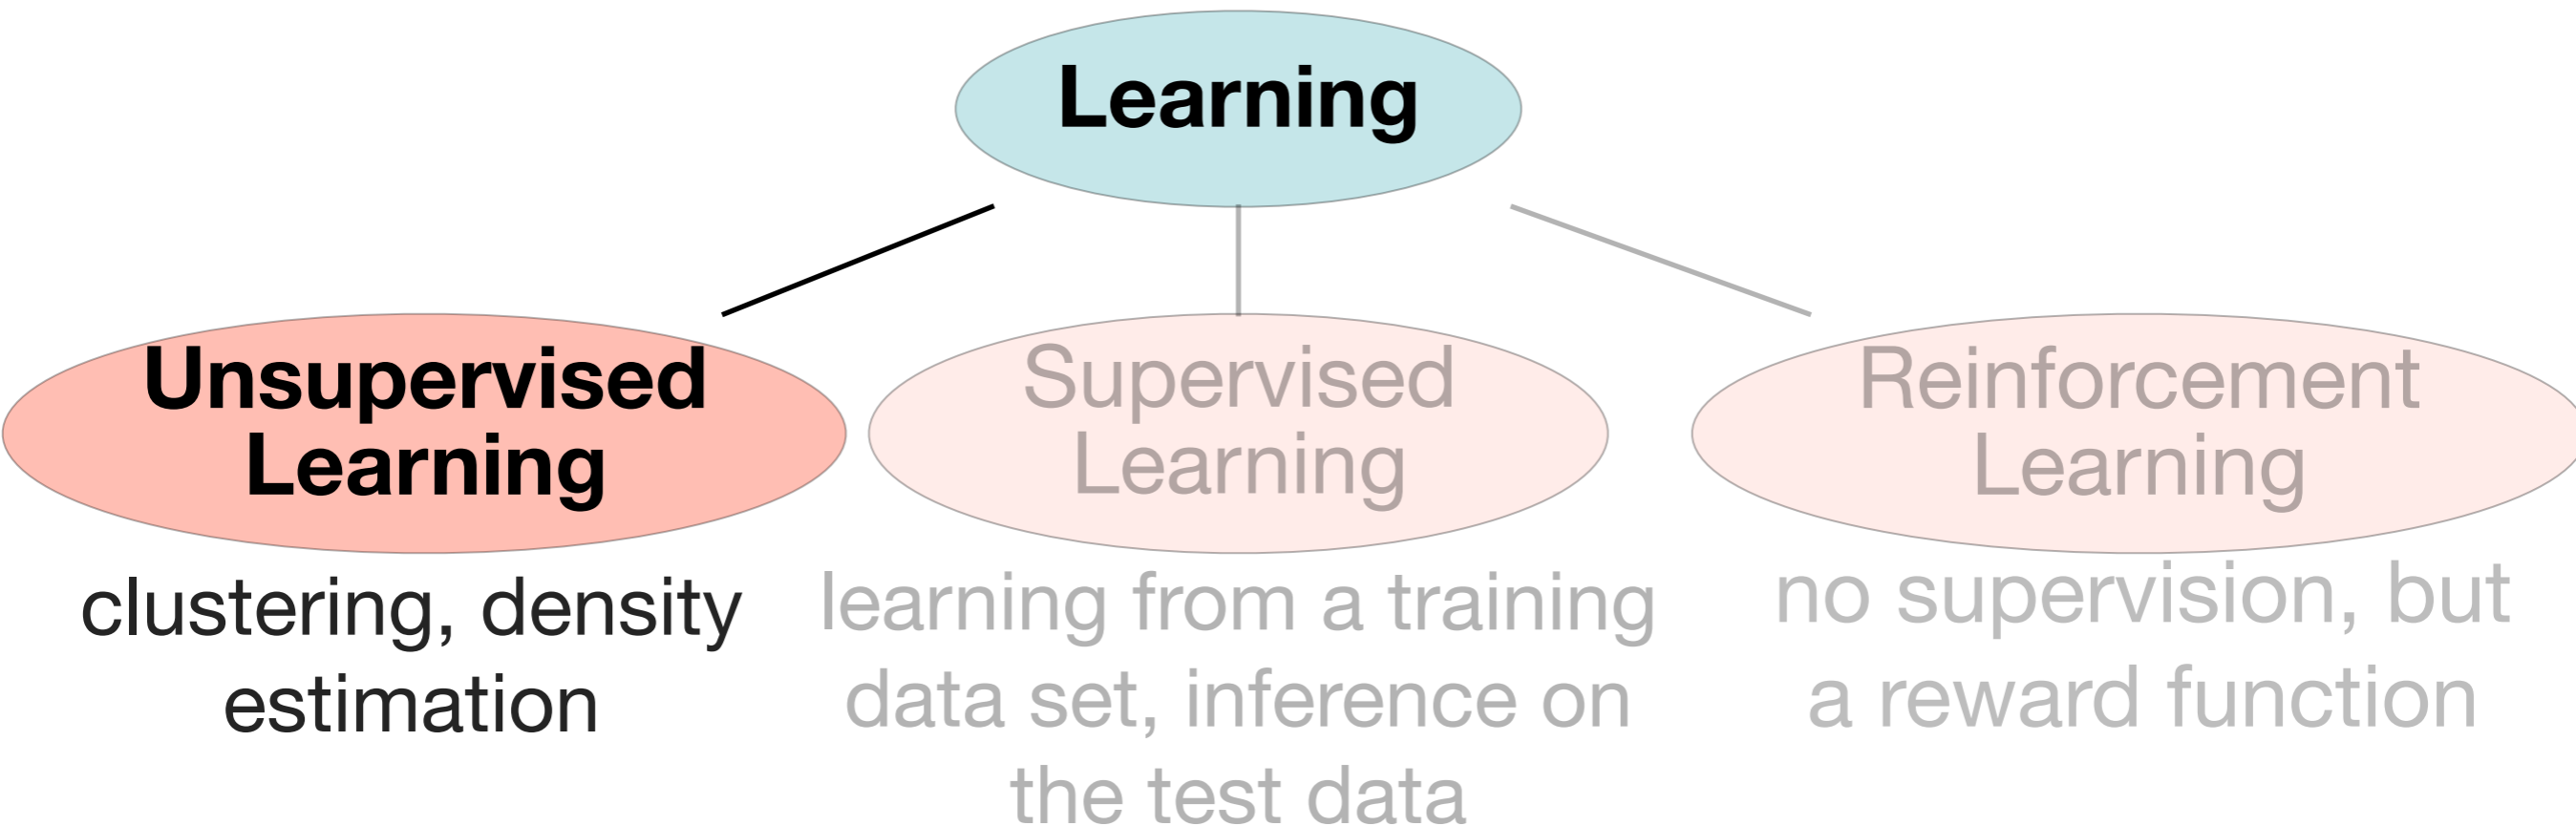 Learning
Unsupervised
Learning
clustering, density
estimation
Supervised
Learning
learning from a training
data set, inference on
the test data
Reinforcement
Learning
no supervision, but
a reward function